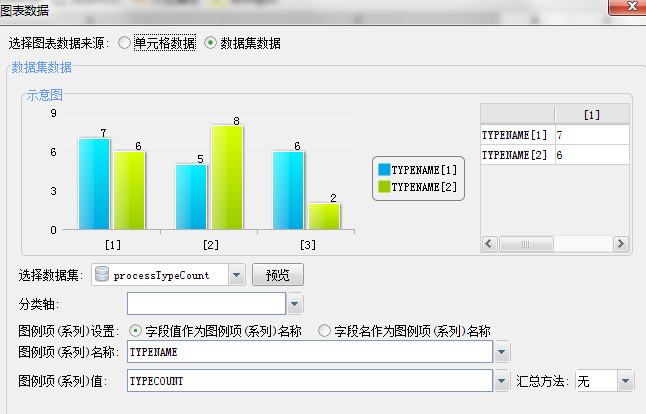 图表数据
选择图表数据来源: 单元格数据 数据集数据
数据集数据
示意图
9
6
3
0
7
6
5
8
6
2
[1] [2] [3]
TYPENAME[1]
TYPENAME[2]
[1]
TYPENAME[1] 7
TYPENAME[2] 6
选择数据集: processTypeCount 预览
分类轴:
图例项(系列)设置: 字段值作为图例项(系列)名称 字段名作为图例项(系列)名称
图例项(系列)名称: TYPENAME
图例项(系列)值: TYPECOUNT 汇总方法: 无